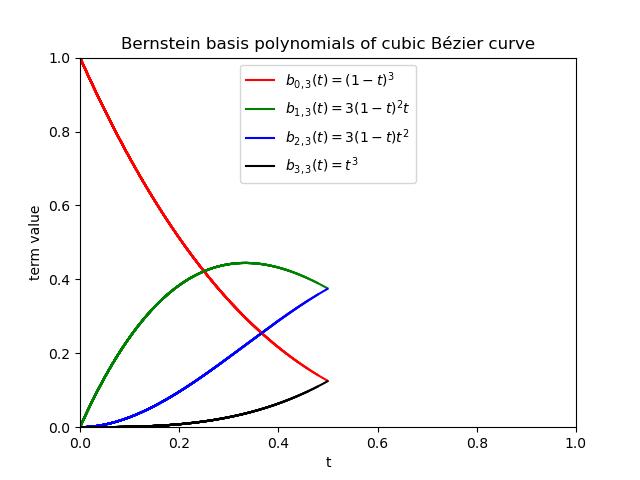 Bernstein basis polynomials of cubic Bézier curve
b₀,₃(t) = (1 − t)³
b₁,₃(t) = 3(1 − t)²t
b₂,₃(t) = 3(1 − t)t²
b₃,₃(t) = t³
term value
1.0
0.8
0.6
0.4
0.2
0.0
0.0 0.2 0.4 0.6 0.8 1.0
t